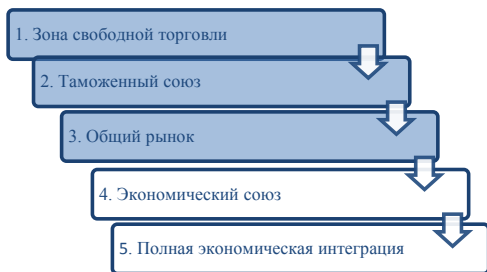 1. Зона свободной торговли
2. Таможенный союз
3. Общий рынок
4. Экономический союз
5. Полная экономическая интеграция